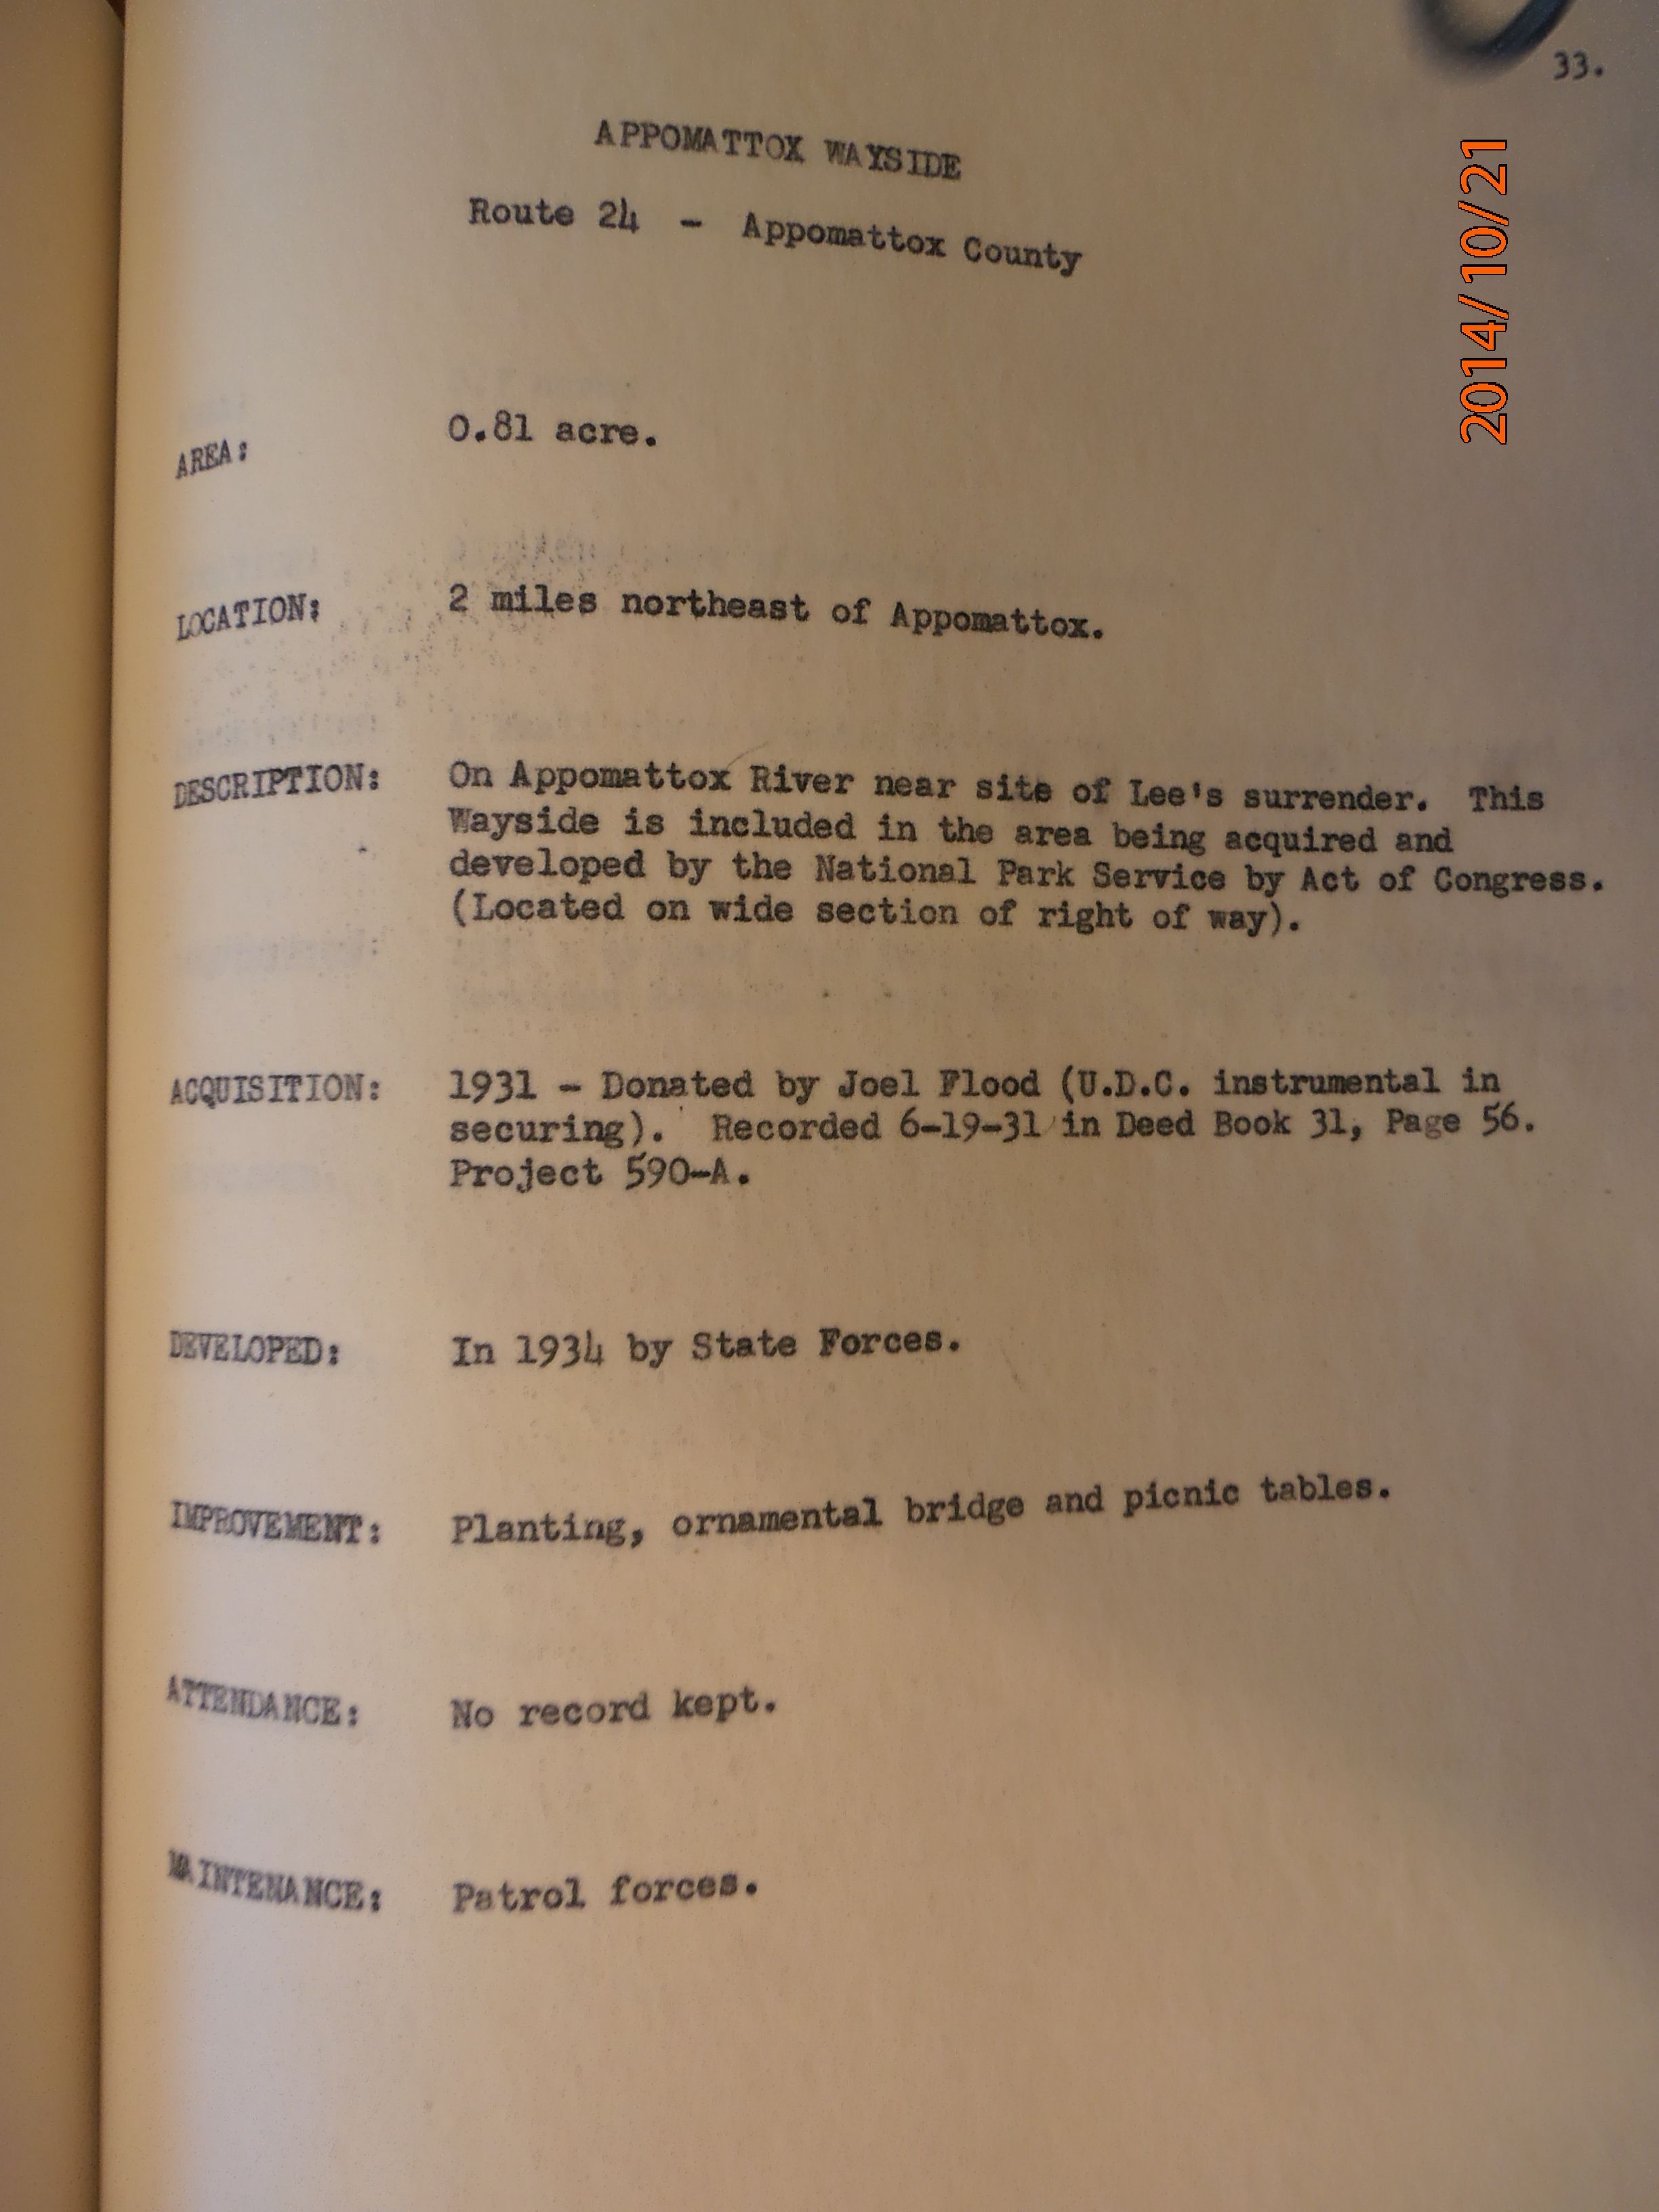 33.
APPOMATTOX WAYSIDE
Route 24 - Appomattox County
2014/10/21
AREA: 0.81 acre.
LOCATION: 2 miles northeast of Appomattox.
DESCRIPTION: On Appomattox River near site of Lee's surrender. This
Wayside is included in the area being acquired and
developed by the National Park Service by Act of Congress.
(Located on wide section of right of way).
ACQUISITION: 1931 - Donated by Joel Flood (U.D.C. instrumental in
securing). Recorded 6-19-31 in Deed Book 31, Page 56.
Project 590-A.
DEVELOPED: In 1934 by State Forces.
IMPROVEMENT: Planting, ornamental bridge and picnic tables.
ATTENDANCE: No record kept.
MAINTENANCE: Patrol forces.